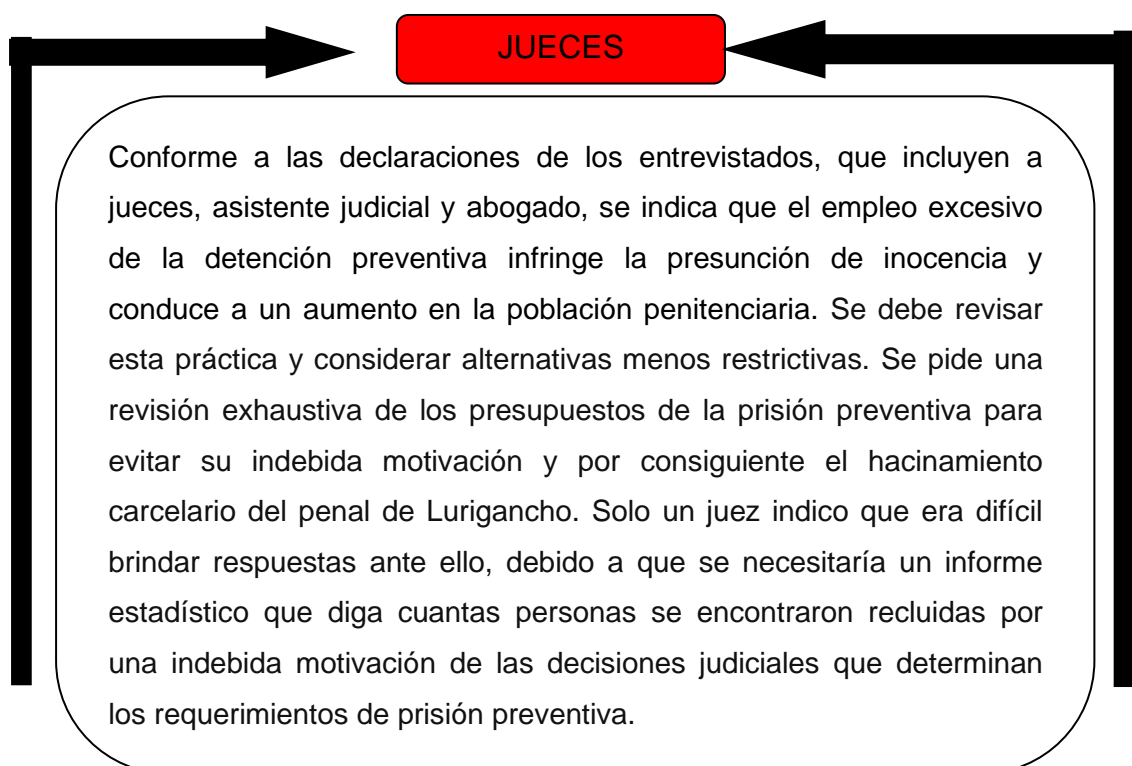 JUECES
Conforme a las declaraciones de los entrevistados, que incluyen a
jueces, asistente judicial y abogado, se indica que el empleo excesivo
de la detención preventiva infringe la presunción de inocencia y
conduce a un aumento en la población penitenciaria. Se debe revisar
esta práctica y considerar alternativas menos restrictivas. Se pide una
revisión exhaustiva de los presupuestos de la prisión preventiva para
evitar su indebida motivación y por consiguiente el hacinamiento
carcelario del penal de Lurigancho. Solo un juez indico que era difícil
brindar respuestas ante ello, debido a que se necesitaría un informe
estadístico que diga cuantas personas se encontraron recluidas por
una indebida motivación de las decisiones judiciales que determinan
los requerimientos de prisión preventiva.